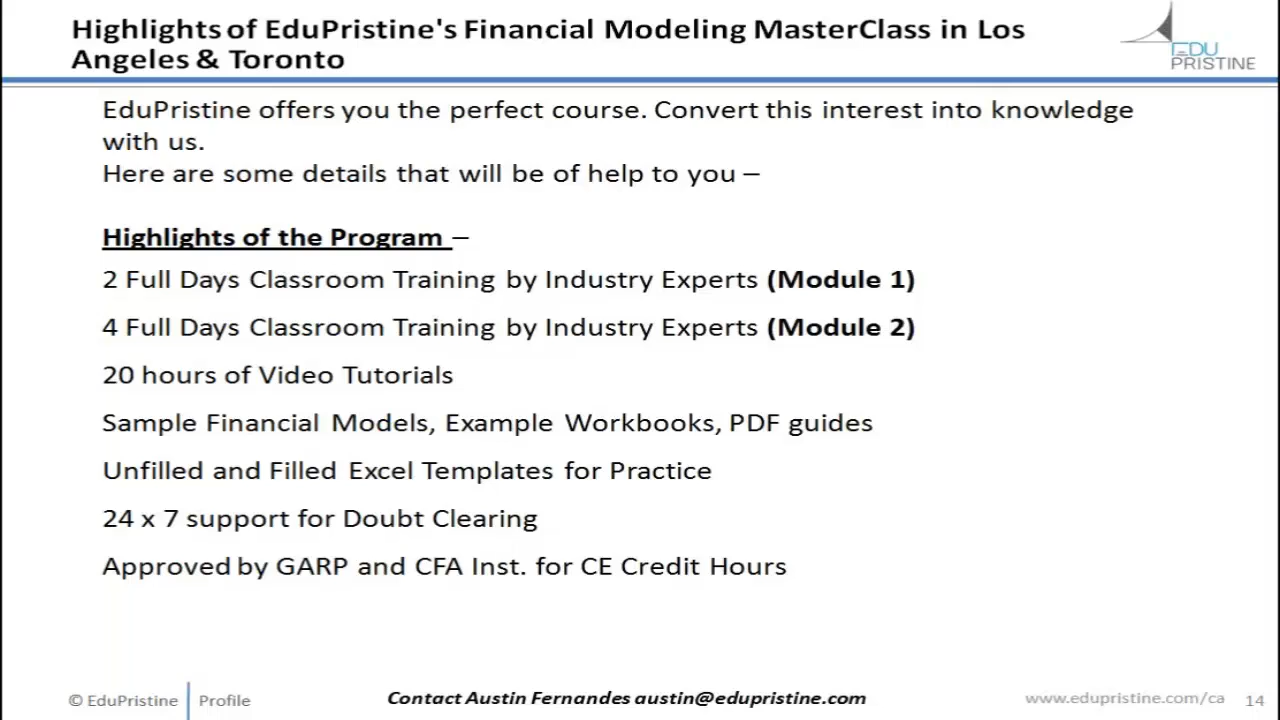 Highlights of EduPristine's Financial Modeling MasterClass in Los
Angeles & Toronto
EDU
PRISTINE
EduPristine offers you the perfect course. Convert this interest into knowledge
with us.
Here are some details that will be of help to you –
Highlights of the Program –
2 Full Days Classroom Training by Industry Experts (Module 1)
4 Full Days Classroom Training by Industry Experts (Module 2)
20 hours of Video Tutorials
Sample Financial Models, Example Workbooks, PDF guides
Unfilled and Filled Excel Templates for Practice
24 x 7 support for Doubt Clearing
Approved by GARP and CFA Inst. for CE Credit Hours
© EduPristine Profile Contact Austin Fernandes austin@edupristine.com www.edupristine.com/ca 14